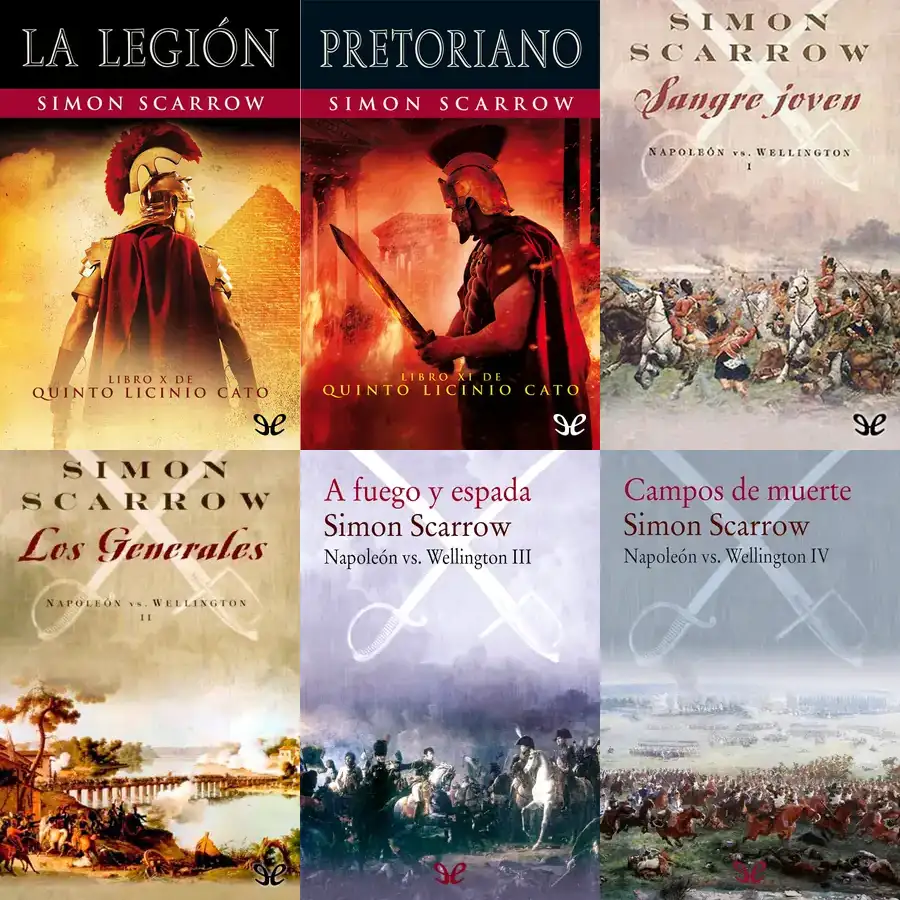 LA LEGIÓN
SIMON SCARROW
LIBRO X DE
QUINTO LICINIO CATO
PRETORIANO
SIMON SCARROW
LIBRO XI DE
QUINTO LICINIO CATO
SIMON
SCARROW
Sangre joven
NAPOLEÓN VS. WELLINGTON
I
SIMON
SCARROW
Los Generales
NAPOLEÓN VS. WELLINGTON
II
A fuego y espada
Simon Scarrow
Napoleón vs. Wellington III
Campos de muerte
Simon Scarrow
Napoleón vs. Wellington IV